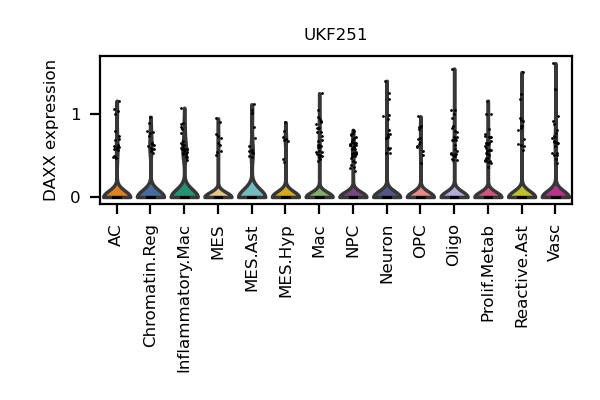 UKF251
DAXX expression
1
0
AC
Chromatin.Reg
Inflammatory.Mac
MES
MES.Ast
MES.Hyp
Mac
NPC
Neuron
OPC
Oligo
Prolif.Metab
Reactive.Ast
Vasc